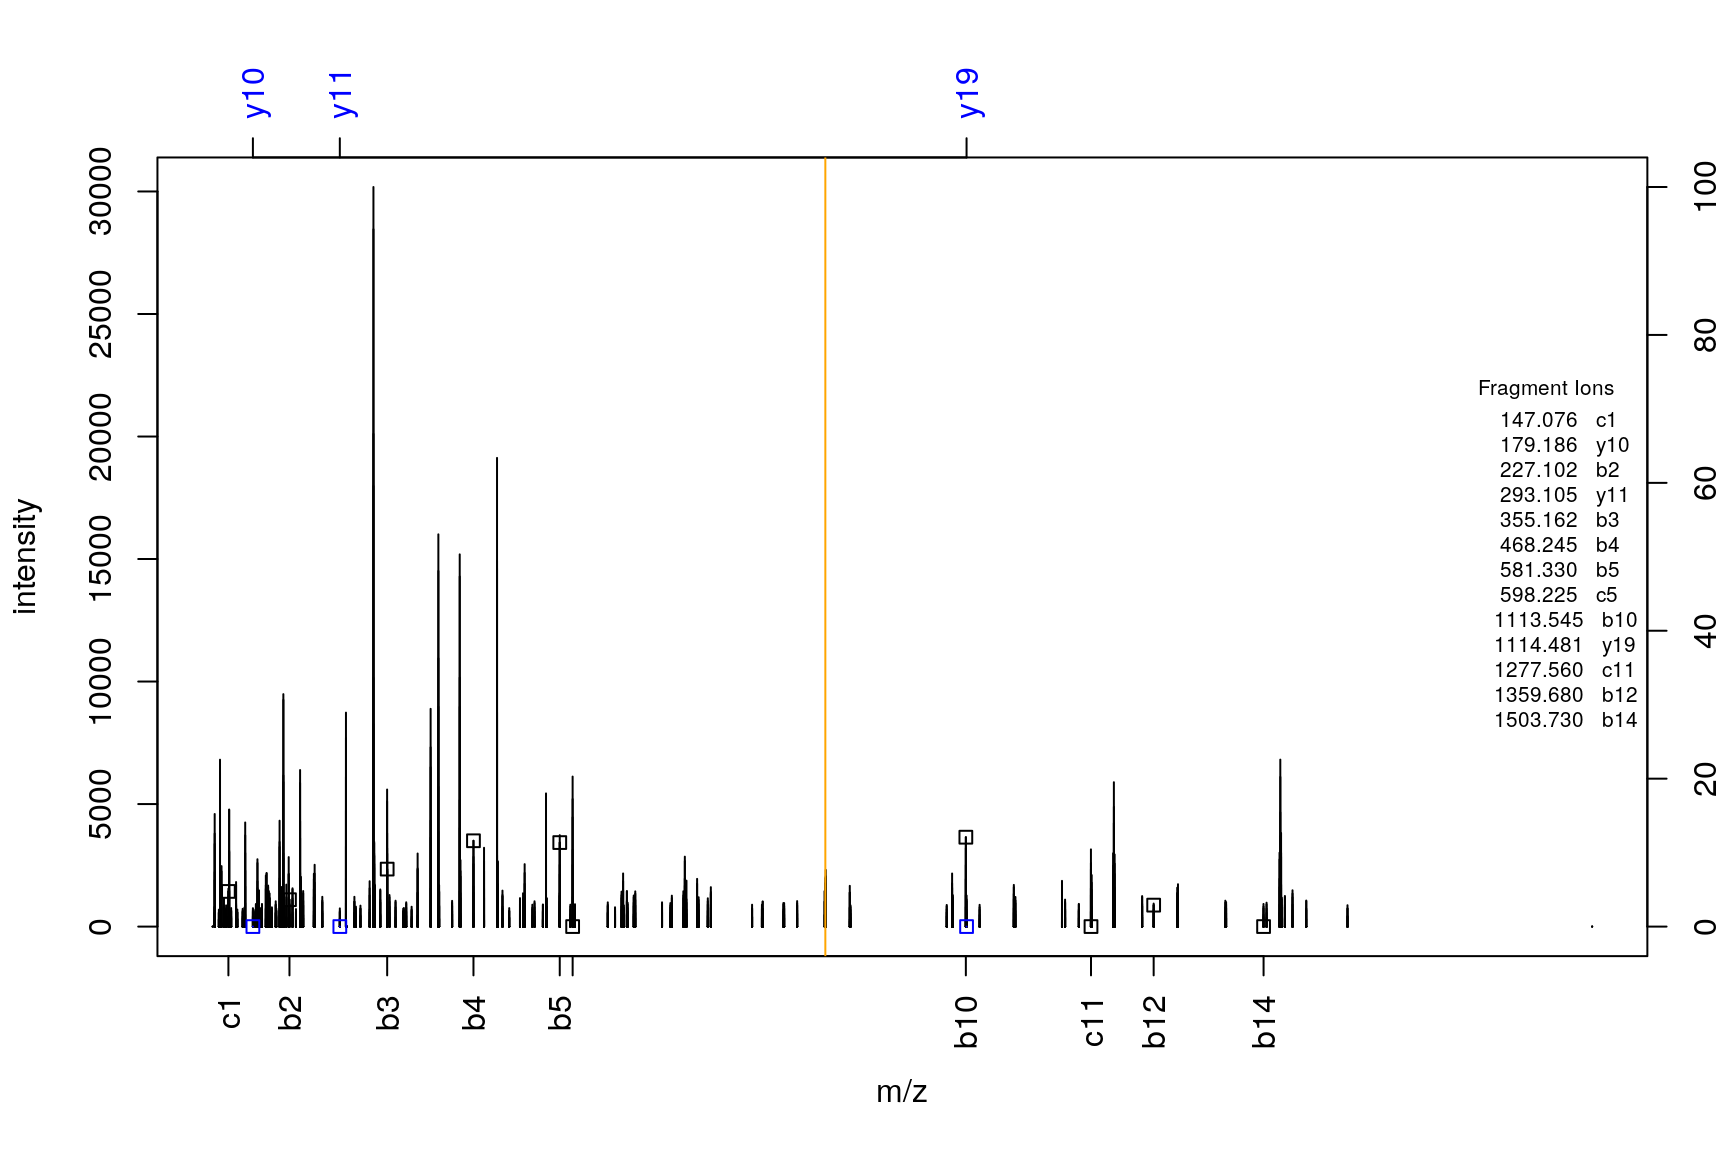 y10 y11 y19
30000
25000
20000
15000
10000
5000
0
intensity
100
80
60
40
20
0
Fragment Ions
147.076 c1
179.186 y10
227.102 b2
293.105 y11
355.162 b3
468.245 b4
581.330 b5
598.225 c5
1113.545 b10
1114.481 y19
1277.560 c11
1359.680 b12
1503.730 b14
c1 b2 b3 b4 b5 b10 c11 b12 b14
m/z